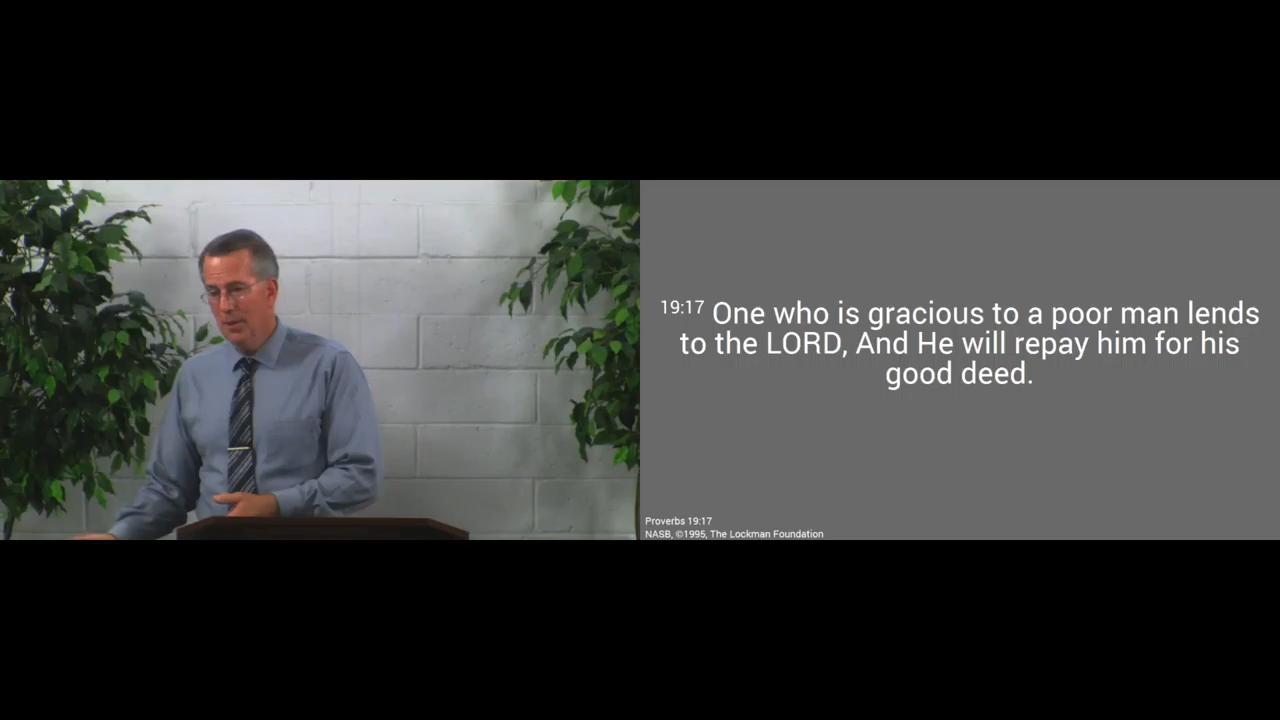 19:17 One who is gracious to a poor man lends
to the LORD, And He will repay him for his
good deed.
Proverbs 19:17
NASB, ©1995, The Lockman Foundation